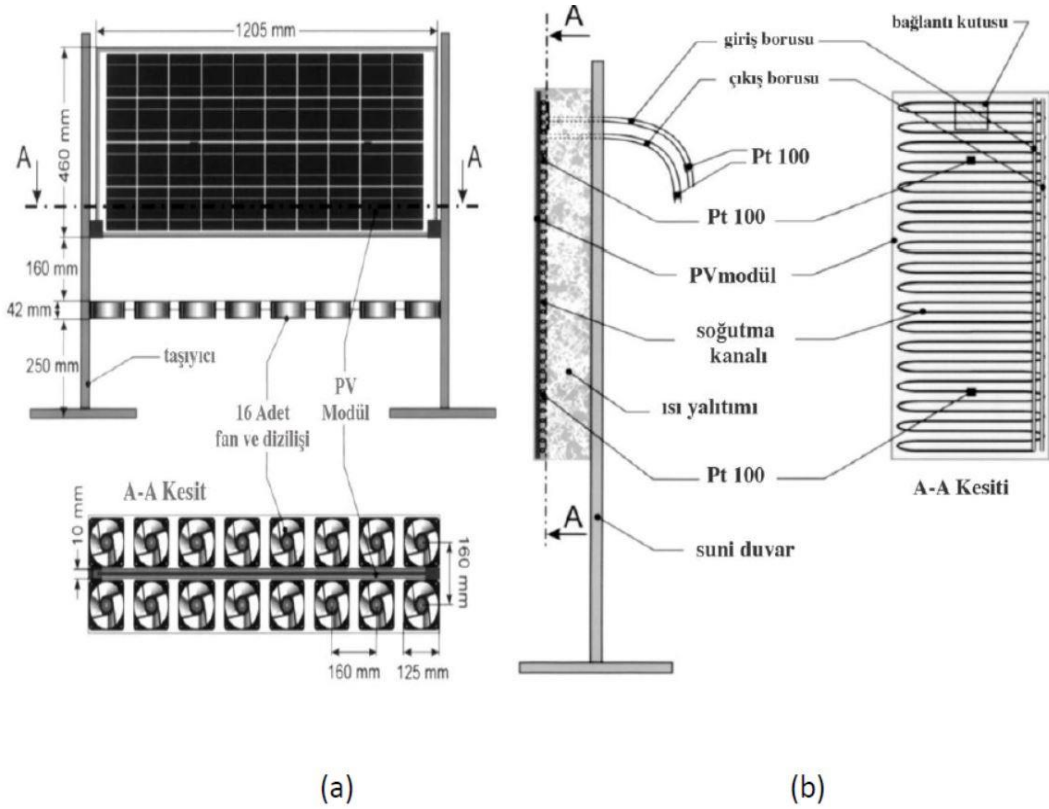 1205 mm
460 mm
A
A
160 mm
42 mm
250 mm
taşıyıcı
16 Adet
fan ve dizilişi
PV
Modül
A-A Kesit
10 mm
160 mm
160 mm
125 mm
(a)
A
giriş borusu
çıkış borusu
bağlantı kutusu
Pt 100
Pt 100
PVmodül
soğutma
kanalı
ısı yalıtımı
Pt 100
A-A Kesiti
A
suni duvar
(b)